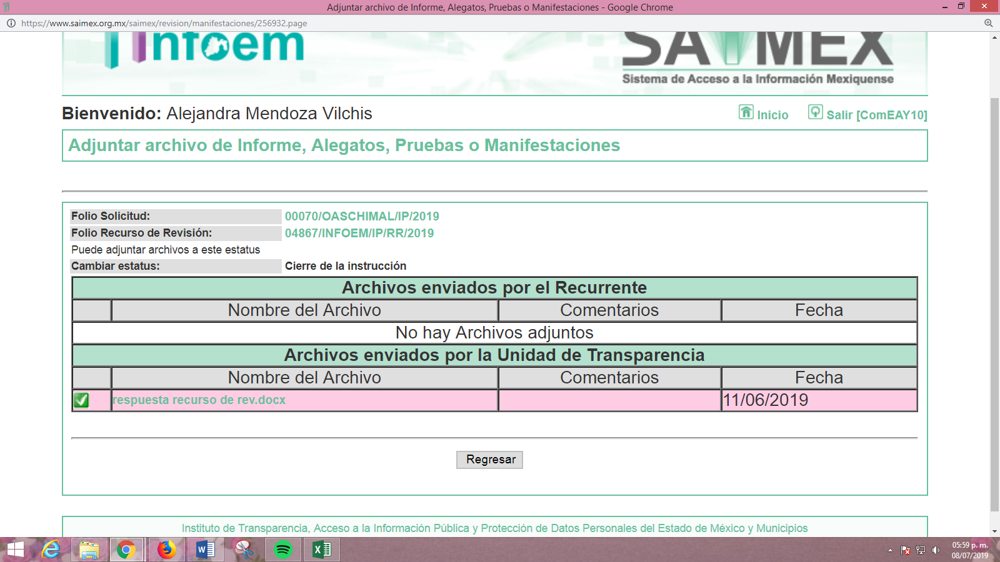 Adjuntar archivo de Informe, Alegatos, Pruebas o Manifestaciones - Google Chrome
https://www.saimex.org.mx/saimex/revision/manifestaciones/256932.page
infoem
SAIMEX
Sistema de Acceso a la Información Mexiquense
Bienvenido: Alejandra Mendoza Vilchis
Inicio
Salir [ComEAY10]
Adjuntar archivo de Informe, Alegatos, Pruebas o Manifestaciones
Folio Solicitud: 00070/OASCHIMAL/IP/2019
Folio Recurso de Revisión: 04867/INFOEM/IP/RR/2019
Puede adjuntar archivos a este estatus
Cambiar estatus: Cierre de la instrucción
Archivos enviados por el Recurrente
Nombre del Archivo Comentarios Fecha
No hay Archivos adjuntos
Archivos enviados por la Unidad de Transparencia
Nombre del Archivo Comentarios Fecha
respuesta recurso de rev.docx 11/06/2019
Regresar
Instituto de Transparencia, Acceso a la Información Pública y Protección de Datos Personales del Estado de México y Municipios
05:59 p. m.
08/07/2019